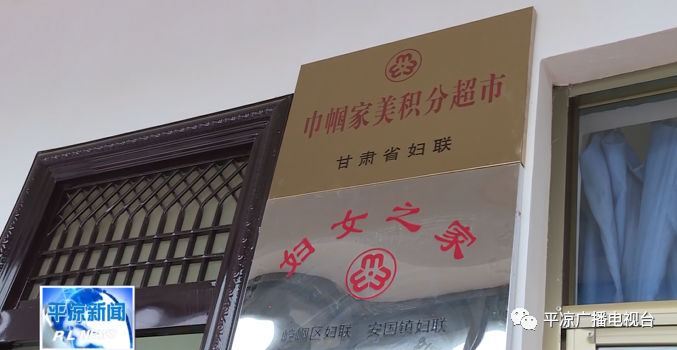 巾帼家美积分超市
甘肃省妇联
妇女之家
崆峒区妇联 安国镇妇联
平凉新闻
PLNEWS
平凉广播电视台